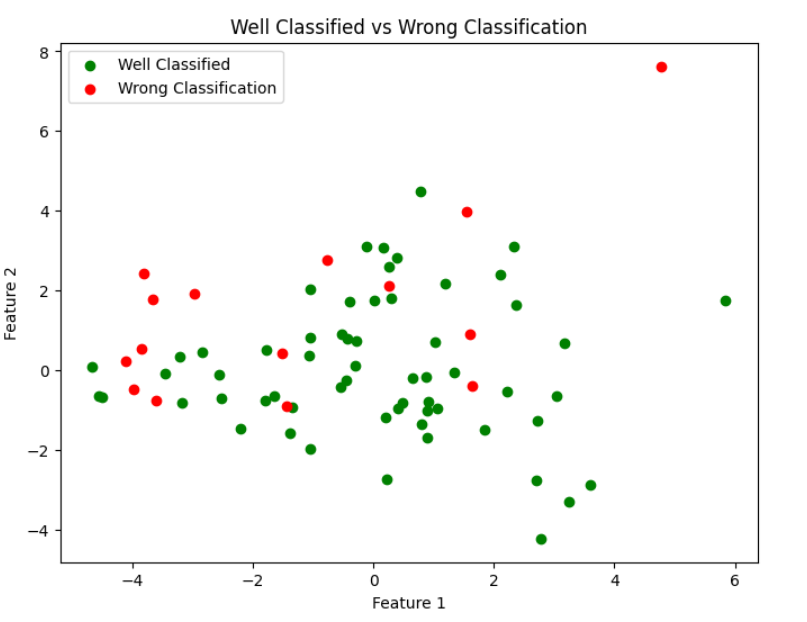 Well Classified vs Wrong Classification
Well Classified
Wrong Classification
8
6
4
2
0
−2
−4
Feature 2
−4
−2
0
2
4
6
Feature 1